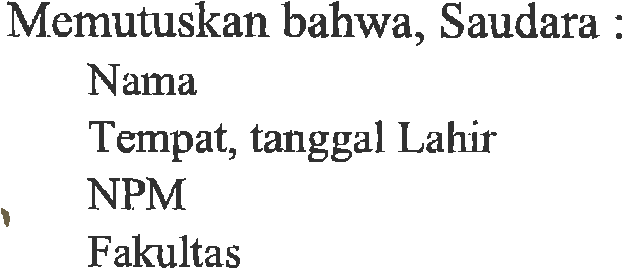 Memutuskan bahwa, Saudara :
Nama
Tempat, tanggal Lahir
NPM
Fakultas